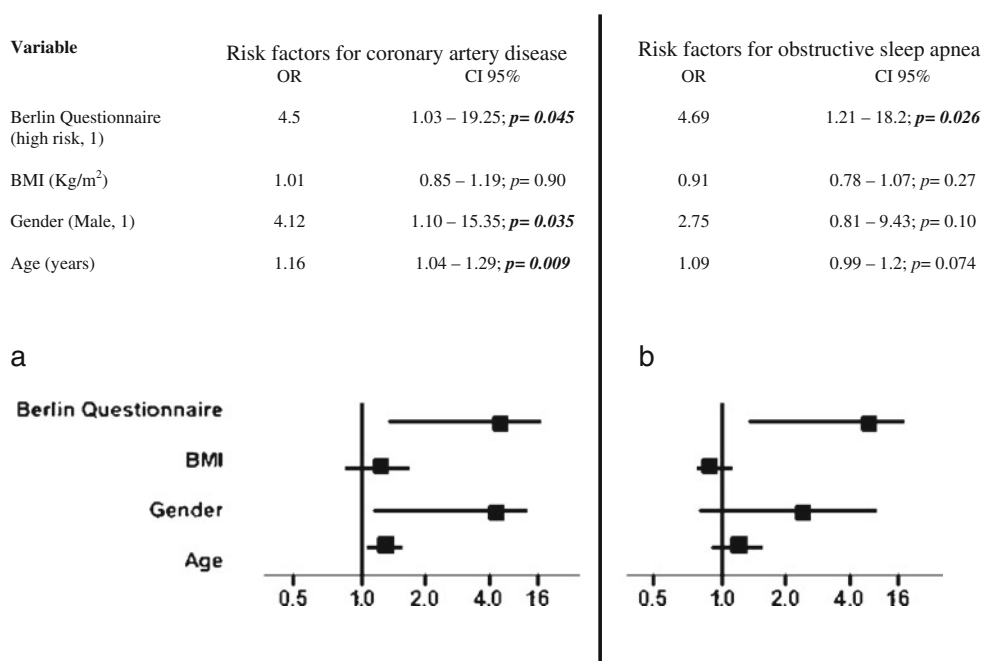 Variable Risk factors for coronary artery disease Risk factors for obstructive sleep apnea
OR CI 95% OR CI 95%
Berlin Questionnaire 4.5 1.03 – 19.25; p= 0.045 4.69 1.21 – 18.2; p= 0.026
(high risk, 1)
BMI (Kg/m²) 1.01 0.85 – 1.19; p= 0.90 0.91 0.78 – 1.07; p= 0.27
Gender (Male, 1) 4.12 1.10 – 15.35; p= 0.035 2.75 0.81 – 9.43; p= 0.10
Age (years) 1.16 1.04 – 1.29; p= 0.009 1.09 0.99 – 1.2; p= 0.074
a b
Berlin Questionnaire
BMI
Gender
Age
0.5 1.0 2.0 4.0 16 0.5 1.0 2.0 4.0 16